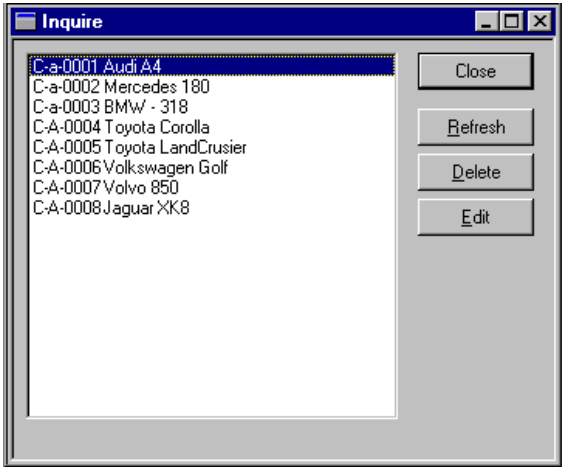 Inquire
C-a-0001 Audi A4
C-a-0002 Mercedes 180
C-a-0003 BMW - 318
C-A-0004 Toyota Corolla
C-A-0005 Toyota LandCrusier
C-A-0006 Volkswagen Golf
C-A-0007 Volvo 850
C-A-0008 Jaguar XK8
Close
Refresh
Delete
Edit